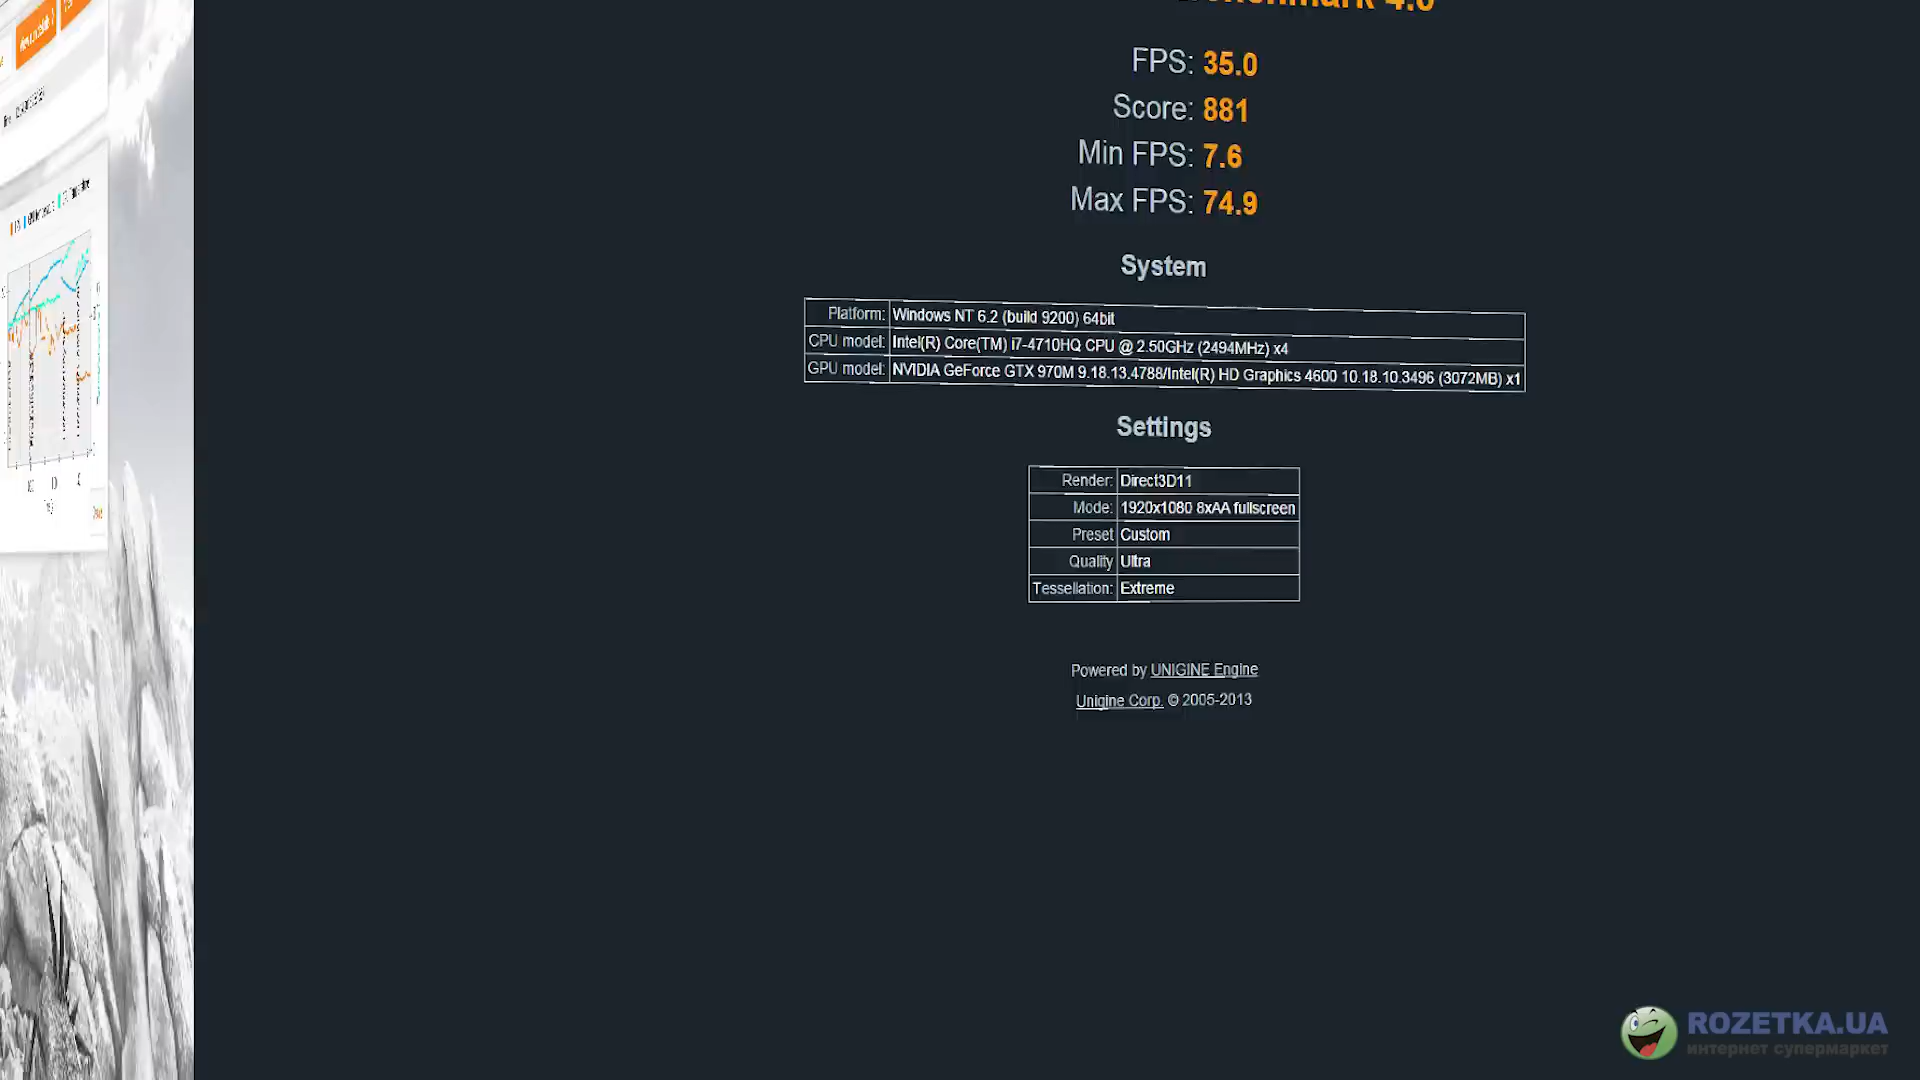 Benchmark 4.0
FPS: 35.0
Score: 881
Min FPS: 7.6
Max FPS: 74.9
System
Platform: Windows NT 6.2 (build 9200) 64bit
CPU model: Intel(R) Core(TM) i7-4710HQ CPU @ 2.50GHz (2494MHz) x4
GPU model: NVIDIA GeForce GTX 970M 9.18.13.4788/Intel(R) HD Graphics 4600 10.18.10.3496 (3072MB) x1
Settings
Render: Direct3D11
Mode: 1920x1080 8xAA fullscreen
Preset Custom
Quality Ultra
Tessellation: Extreme
Powered by UNIGINE Engine
Unigine Corp. © 2005-2013
ROZETKA.UA
интернет супермаркет